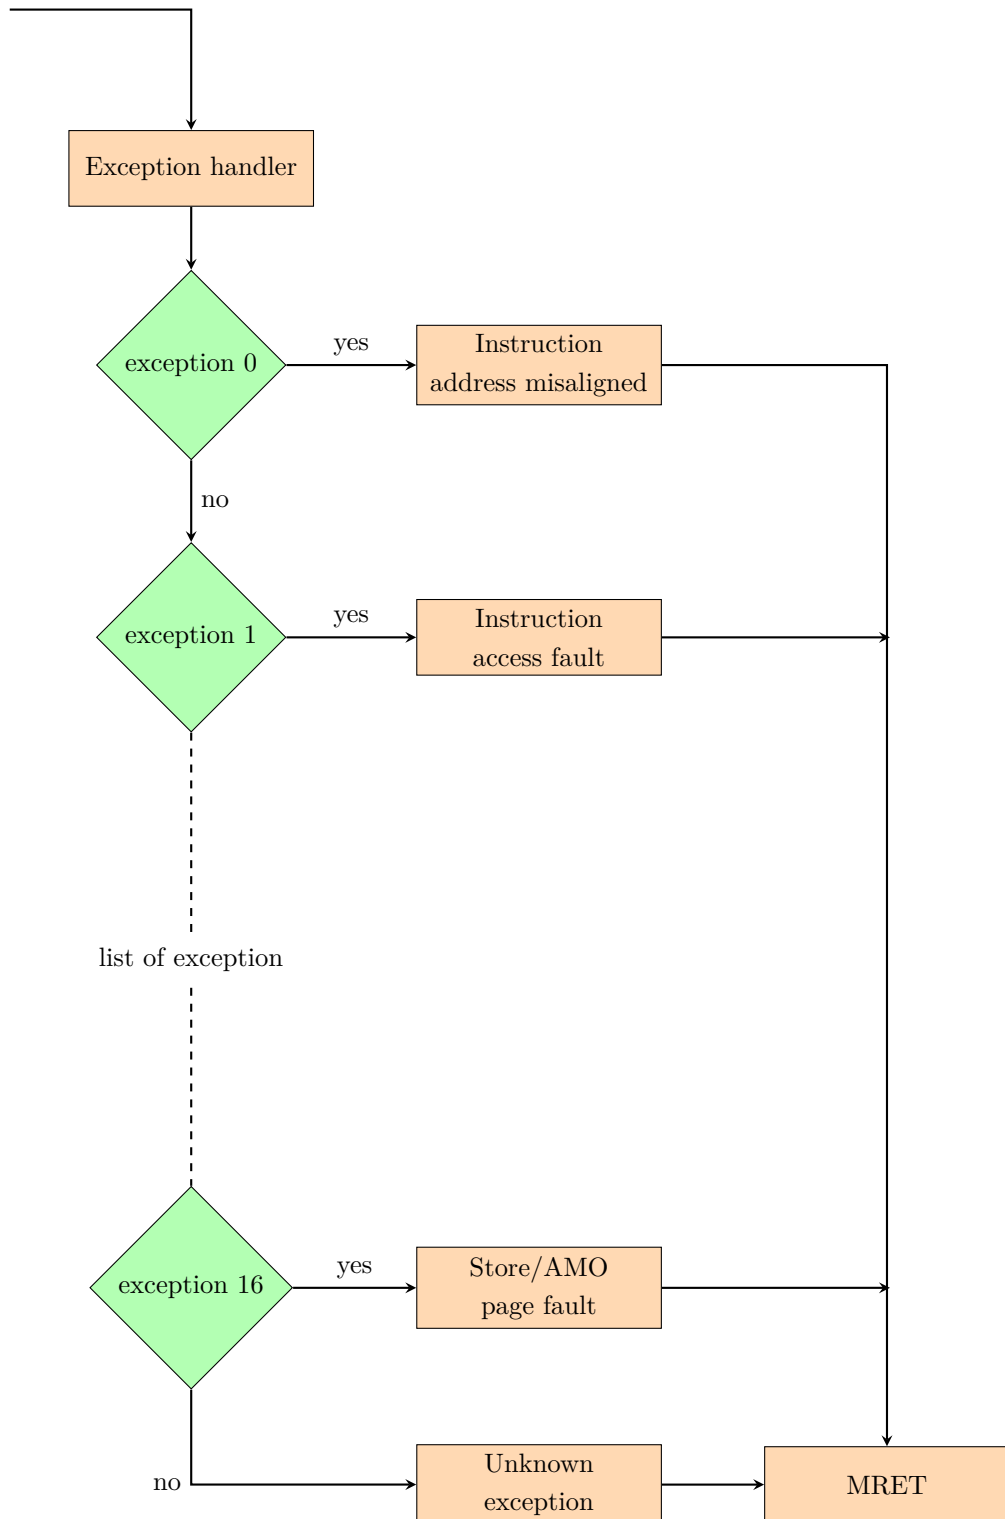 Exception handler
exception 0
yes
Instruction
address misaligned
no
exception 1
yes
Instruction
access fault
list of exception
exception 16
yes
Store/AMO
page fault
no
Unknown
exception
MRET